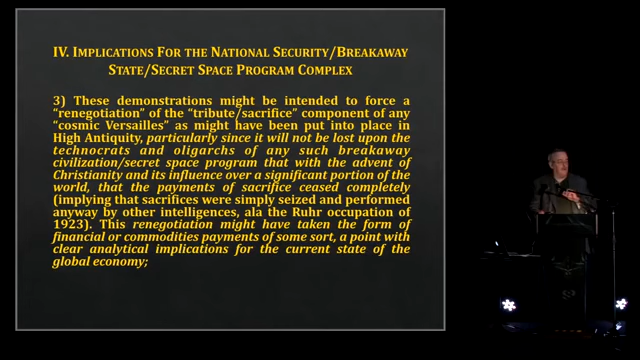 IV. IMPLICATIONS FOR THE NATIONAL SECURITY/BREAKAWAY
STATE/SECRET SPACE PROGRAM COMPLEX
3) These demonstrations might be intended to force a
"renegotiation" of the "tribute/sacrifice" component of any
"cosmic Versailles" as might have been put into place in
High Antiquity, particularly since it will not be lost upon the
technocrats and oligarchs of any such breakaway
civilization/secret space program that with the advent of
Christianity and its influence over a significant portion of the
world, that the payments of sacrifice ceased completely
(implying that sacrifices were simply seized and performed
anyway by other intelligences, ala the Ruhr occupation of
1923). This renegotiation might have taken the form of
financial or commodities payments of some sort, a point with
clear analytical implications for the current state of the
global economy;